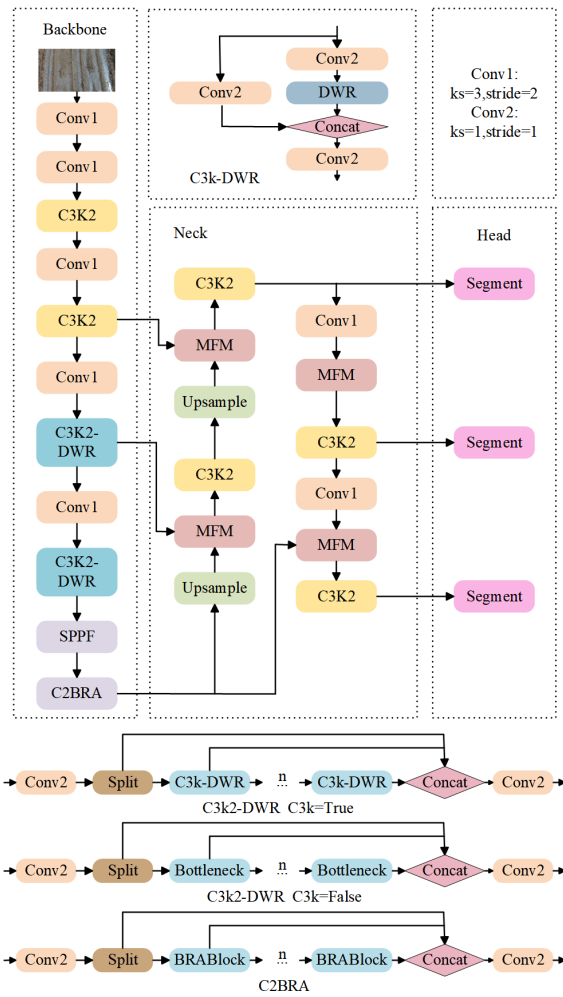 Backbone
Conv1
Conv1
C3K2
Conv1
C3K2
Conv1
C3K2-
DWR
Conv1
C3K2-
DWR
SPPF
C2BRA
Conv2
Conv2
DWR
Concat
Conv2
C3k-DWR
Conv1:
ks=3,stride=2
Conv2:
ks=1,stride=1
Neck
C3K2
MFM
Upsample
C3K2
MFM
Upsample
Conv1
MFM
C3K2
Conv1
MFM
C3K2
Head
Segment
Segment
Segment
Conv2 Split C3k-DWR n ... C3k-DWR Concat Conv2
C3k2-DWR C3k=True
Conv2 Split Bottleneck n ... Bottleneck Concat Conv2
C3k2-DWR C3k=False
Conv2 Split BRABlock n ... BRABlock Concat Conv2
C2BRA